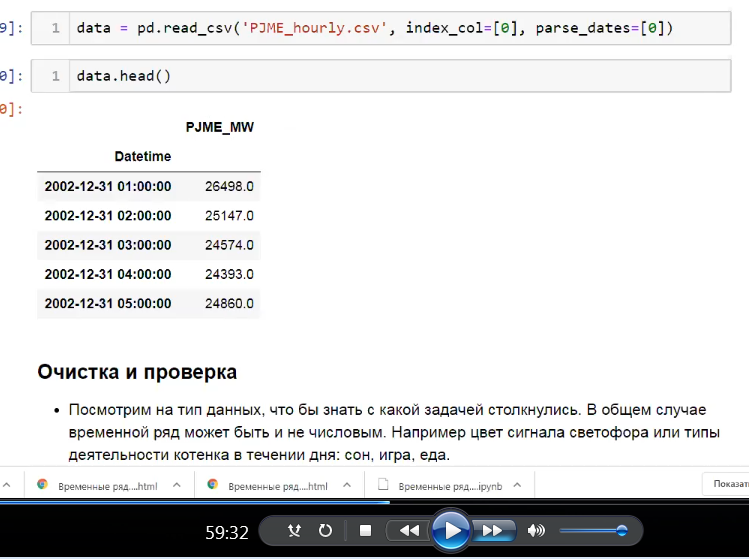 9]: 1 data = pd.read_csv('PJME_hourly.csv', index_col=[0], parse_dates=[0])
0]: 1 data.head()
0]:
PJME_MW
Datetime
2002-12-31 01:00:00 26498.0
2002-12-31 02:00:00 25147.0
2002-12-31 03:00:00 24574.0
2002-12-31 04:00:00 24393.0
2002-12-31 05:00:00 24860.0
Очистка и проверка
• Посмотрим на тип данных, что бы знать с какой задачей столкнулись. В общем случае
временной ряд может быть и не числовым. Например цвет сигнала светофора или типы
деятельности котенка в течении дня: сон, игра, еда.
Временные ряд....html Временные ряд....html Временные ряд....ipynb Показат
59:32